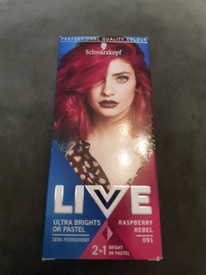 PROFESSIONAL QUALITY COLOUR
Schwarzkopf
LIVE
ULTRA BRIGHTS
OR PASTEL
SEMI-PERMANENT
RASPBERRY
REBEL
091
2in1 BRIGHT
OR PASTEL